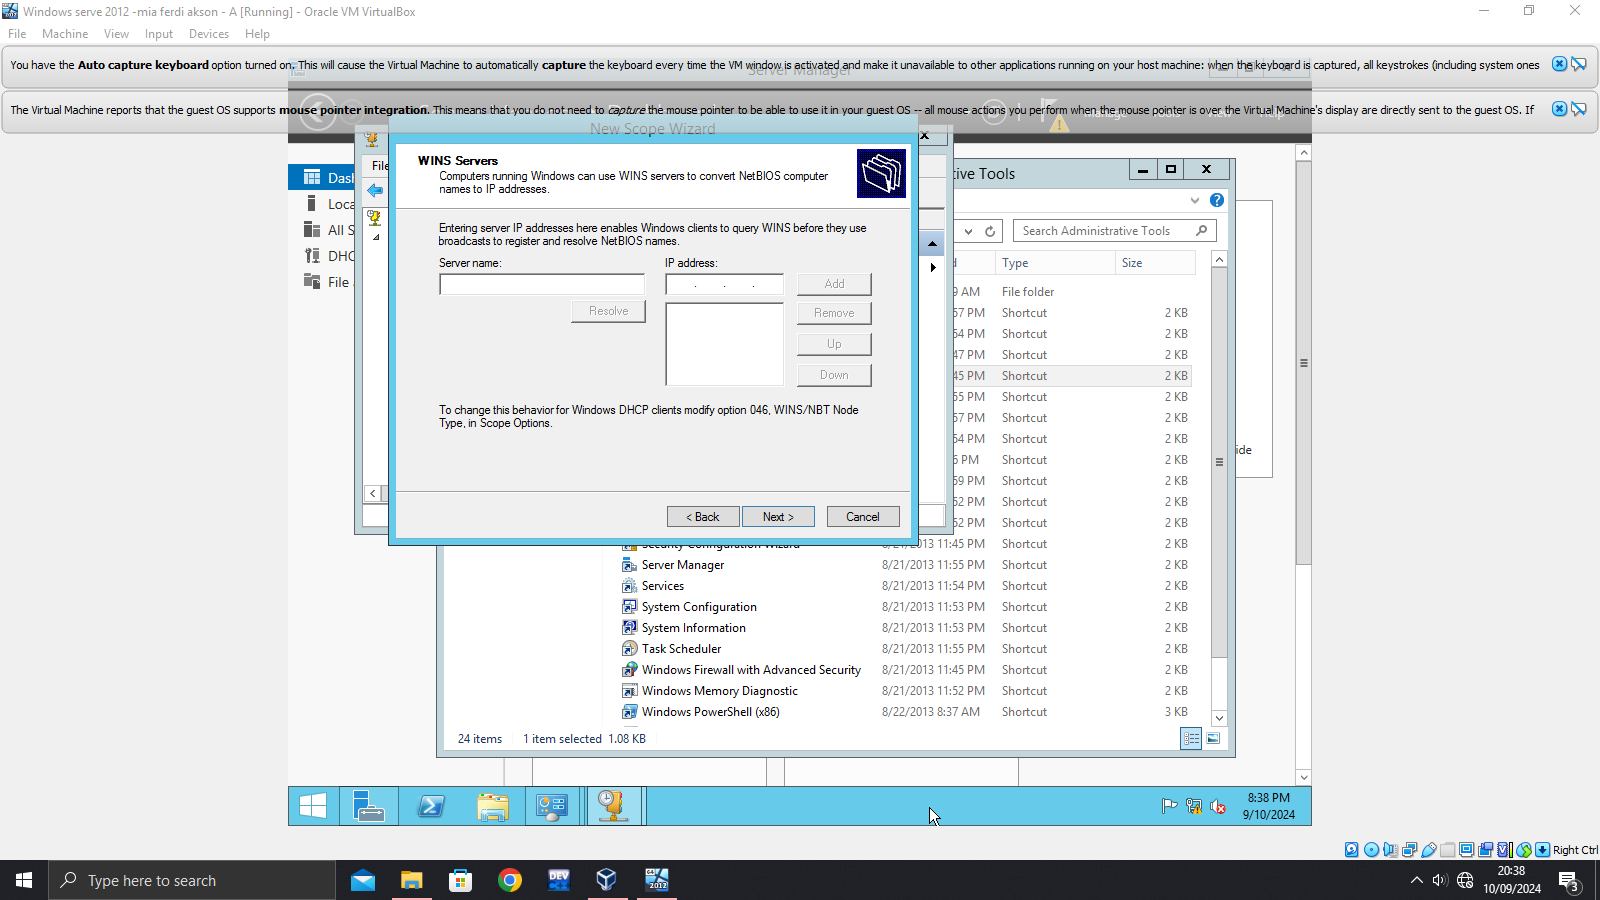 Windows serve 2012 -mia ferdi akson - A [Running] - Oracle VM VirtualBox
File Machine View Input Devices Help
You have the Auto capture keyboard option turned on. This will cause the Virtual Machine to automatically capture the keyboard every time the VM window is activated and make it unavailable to other applications running on your host machine: when the keyboard is captured, all keystrokes (including system ones
Server Manager
The Virtual Machine reports that the guest OS supports mouse pointer integration. This means that you do not need to capture the mouse pointer to be able to use it in your guest OS -- all mouse actions you perform when the mouse pointer is over the Virtual Machine's display are directly sent to the guest OS. If
New Scope Wizard
File
WINS Servers
Computers running Windows can use WINS servers to convert NetBIOS computer
names to IP addresses.
Entering server IP addresses here enables Windows clients to query WINS before they use
broadcasts to register and resolve NetBIOS names.
Server name:
IP address:
. . .
Add
Resolve
Remove
Up
Down
To change this behavior for Windows DHCP clients modify option 046, WINS/NBT Node
Type, in Scope Options.
< Back
Next >
Cancel
Dash
Loca
All S
DHC
File
ive Tools
Search Administrative Tools
d Type Size
9 AM File folder
57 PM Shortcut 2 KB
54 PM Shortcut 2 KB
47 PM Shortcut 2 KB
45 PM Shortcut 2 KB
55 PM Shortcut 2 KB
57 PM Shortcut 2 KB
54 PM Shortcut 2 KB
5 PM Shortcut 2 KB
59 PM Shortcut 2 KB
52 PM Shortcut 2 KB
52 PM Shortcut 2 KB
ide
Security Configuration Wizard 8/21/2013 11:45 PM Shortcut 2 KB
Server Manager 8/21/2013 11:55 PM Shortcut 2 KB
Services 8/21/2013 11:54 PM Shortcut 2 KB
System Configuration 8/21/2013 11:53 PM Shortcut 2 KB
System Information 8/21/2013 11:53 PM Shortcut 2 KB
Task Scheduler 8/21/2013 11:55 PM Shortcut 2 KB
Windows Firewall with Advanced Security 8/21/2013 11:45 PM Shortcut 2 KB
Windows Memory Diagnostic 8/21/2013 11:52 PM Shortcut 2 KB
Windows PowerShell (x86) 8/22/2013 8:37 AM Shortcut 3 KB
24 items 1 item selected 1.08 KB
8:38 PM
9/10/2024
Right Ctrl
Type here to search
DEV
2012
20:38
10/09/2024
3